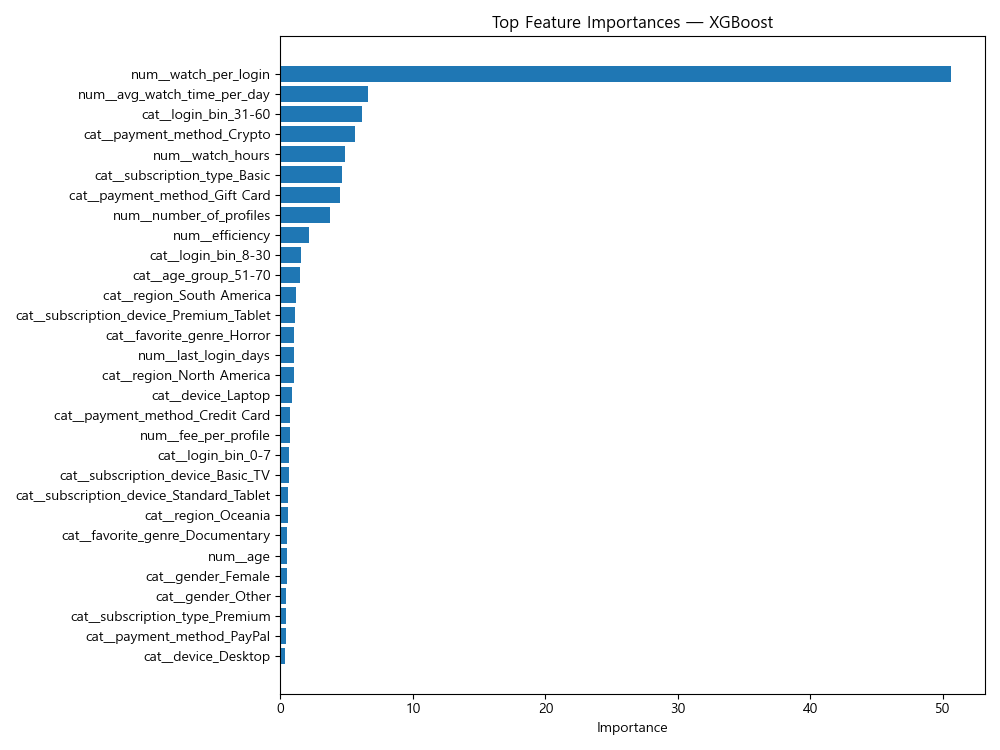 Top Feature Importances — XGBoost
num__watch_per_login
num__avg_watch_time_per_day
cat__login_bin_31-60
cat__payment_method_Crypto
num__watch_hours
cat__subscription_type_Basic
cat__payment_method_Gift Card
num__number_of_profiles
num__efficiency
cat__login_bin_8-30
cat__age_group_51-70
cat__region_South America
cat__subscription_device_Premium_Tablet
cat__favorite_genre_Horror
num__last_login_days
cat__region_North America
cat__device_Laptop
cat__payment_method_Credit Card
num__fee_per_profile
cat__login_bin_0-7
cat__subscription_device_Basic_TV
cat__subscription_device_Standard_Tablet
cat__region_Oceania
cat__favorite_genre_Documentary
num__age
cat__gender_Female
cat__gender_Other
cat__subscription_type_Premium
cat__payment_method_PayPal
cat__device_Desktop
0 10 20 30 40 50
Importance